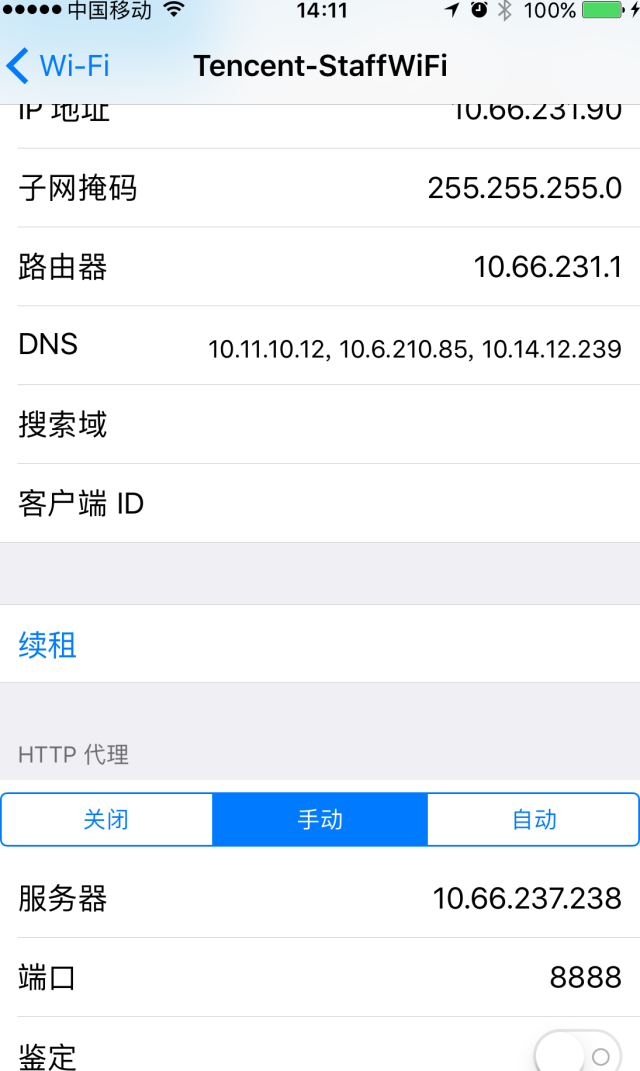 中国移动 14:11 100%
Wi-Fi Tencent-StaffWiFi
IP 地址 10.66.231.90
子网掩码 255.255.255.0
路由器 10.66.231.1
DNS 10.11.10.12, 10.6.210.85, 10.14.12.239
搜索域
客户端 ID
续租
HTTP 代理
关闭 手动 自动
服务器 10.66.237.238
端口 8888
鉴定